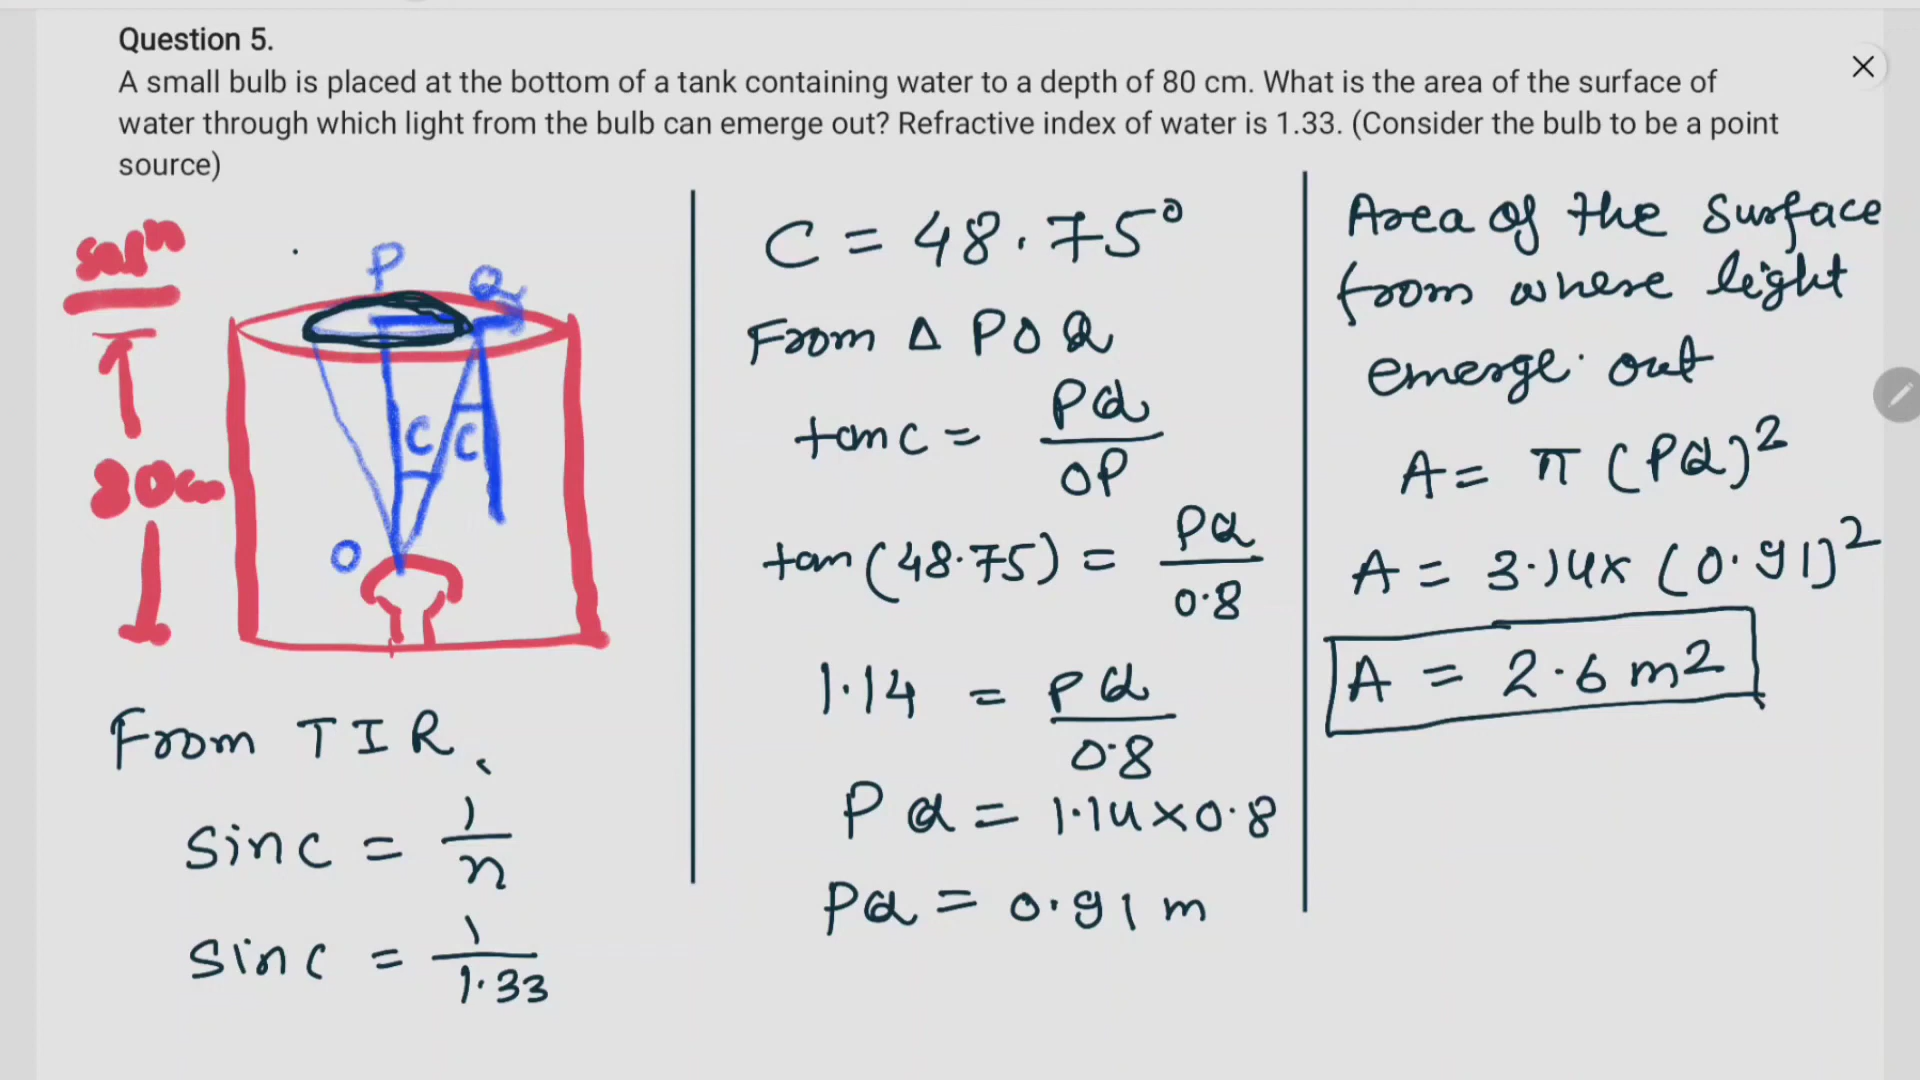 Question 5.
A small bulb is placed at the bottom of a tank containing water to a depth of 80 cm. What is the area of the surface of
water through which light from the bulb can emerge out? Refractive index of water is 1.33. (Consider the bulb to be a point
source)
Solⁿ
P
Q
80cm
C
C
O
From TIR,
sin c = 1/n
sin c = 1/1.33
C = 48.75°
From Δ POQ
tan c = PQ/OP
tan(48.75) = PQ/0.8
1.14 = PQ/0.8
PQ = 1.14×0.8
PQ = 0.91 m
Area of the surface
from where light
emerge out
A = π (PQ)²
A = 3.14× (0.91)²
A = 2.6 m²